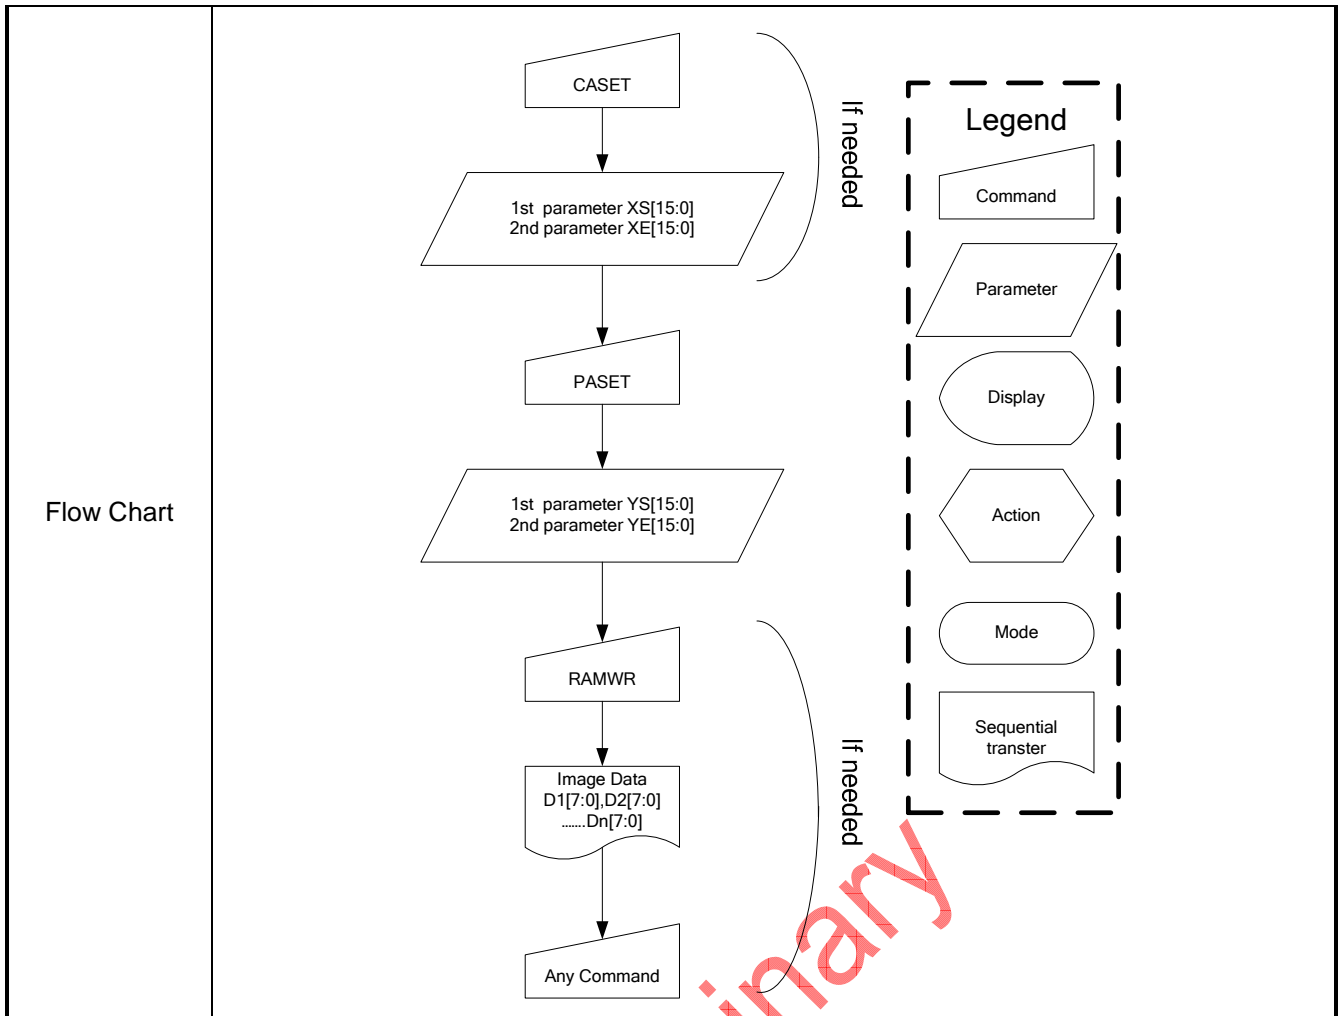 Flow Chart
CASET
1st parameter XS[15:0]
2nd parameter XE[15:0]
If needed
PASET
1st parameter YS[15:0]
2nd parameter YE[15:0]
RAMWR
Image Data
D1[7:0],D2[7:0]
.......Dn[7:0]
Any Command
If needed
Legend
Command
Parameter
Display
Action
Mode
Sequential
transter
inary